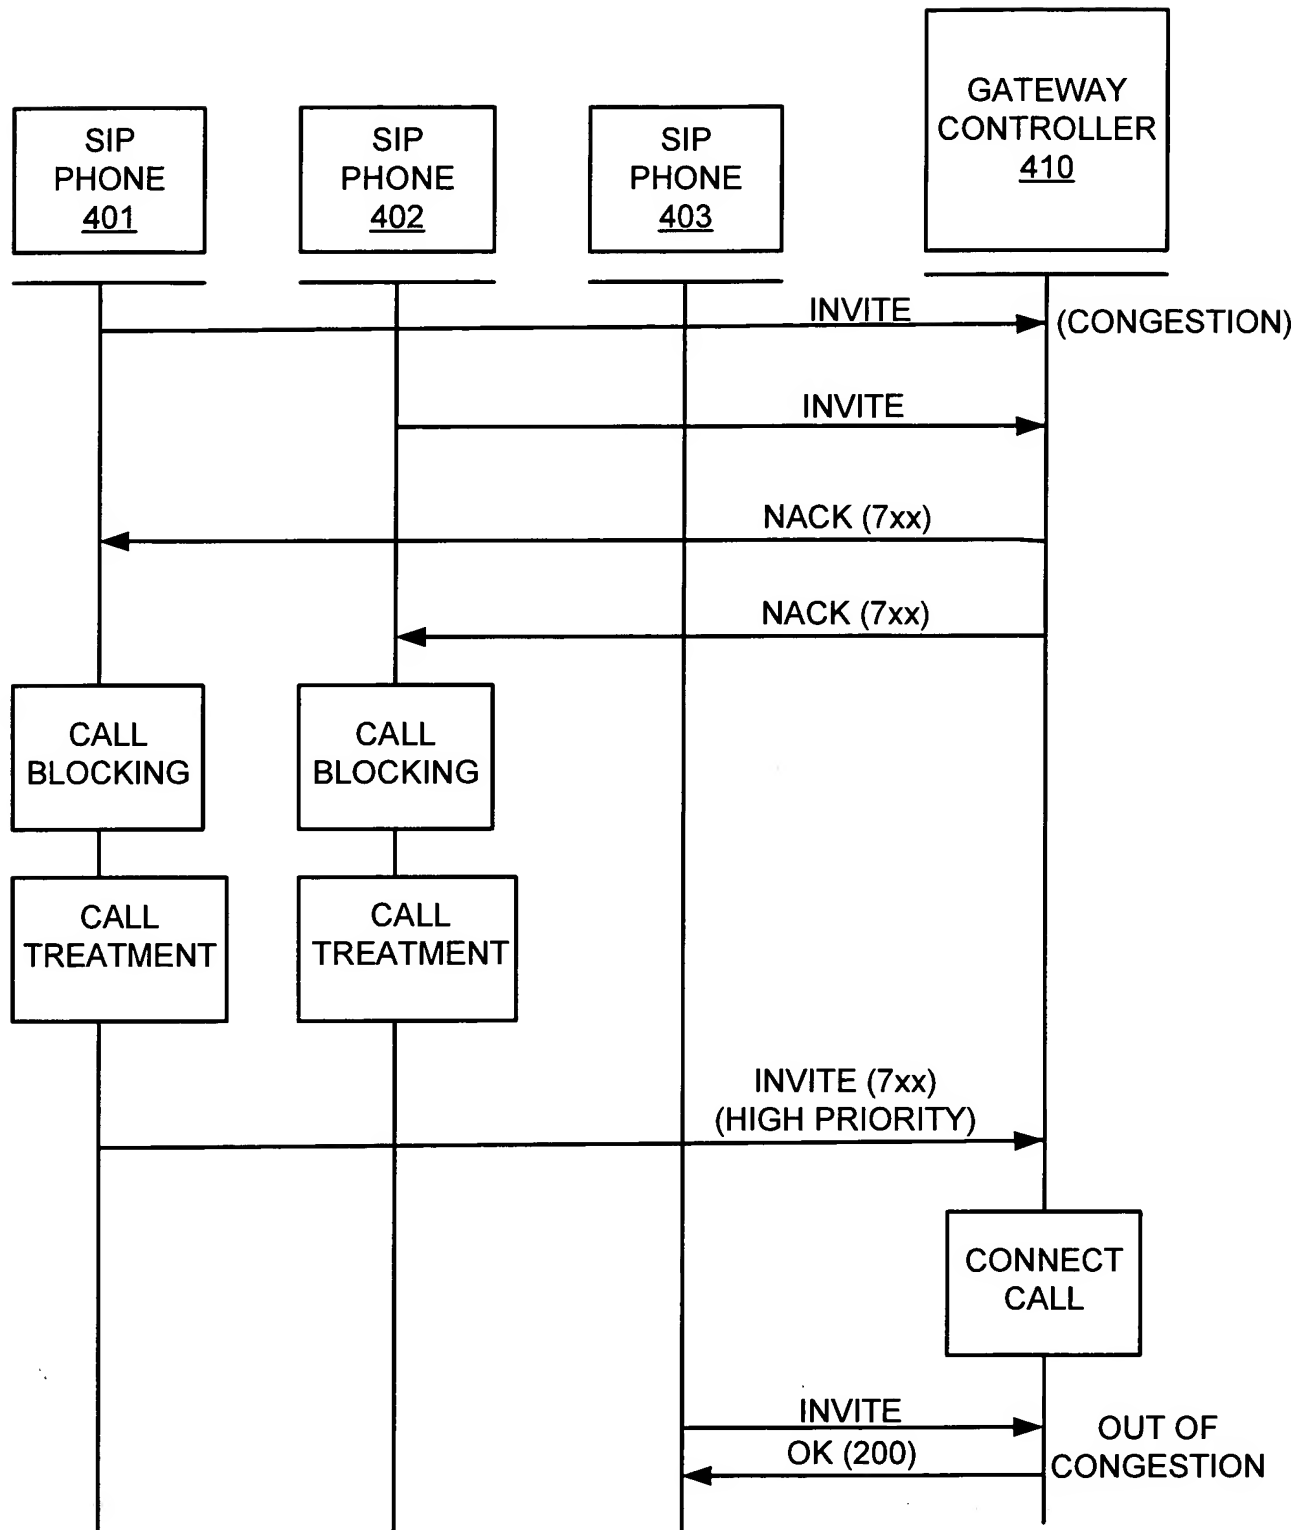 SIP
PHONE
401
SIP
PHONE
402
SIP
PHONE
403
GATEWAY
CONTROLLER
410
INVITE
(CONGESTION)
INVITE
NACK (7xx)
NACK (7xx)
CALL
BLOCKING
CALL
BLOCKING
CALL
TREATMENT
CALL
TREATMENT
INVITE (7xx)
(HIGH PRIORITY)
CONNECT
CALL
INVITE
OK (200)
OUT OF
CONGESTION